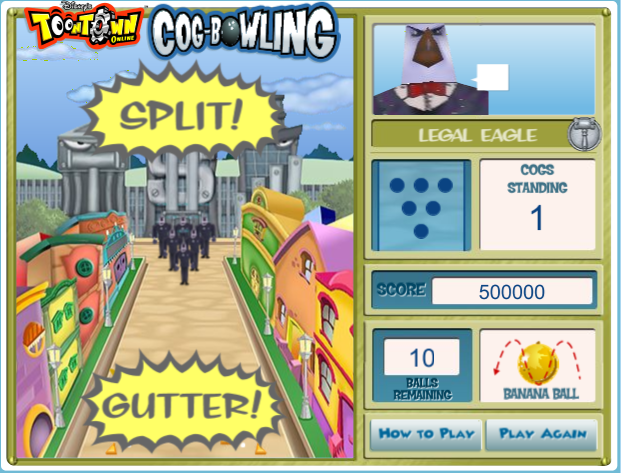 Disney's
TOONTOWN
ONLINE
COG-BOWLING
SPLIT!
GUTTER!
LEGAL EAGLE
COGS
STANDING
1
SCORE 500000
10
BALLS
REMAINING
BANANA BALL
HOW TO PLAY
PLAY AGAIN